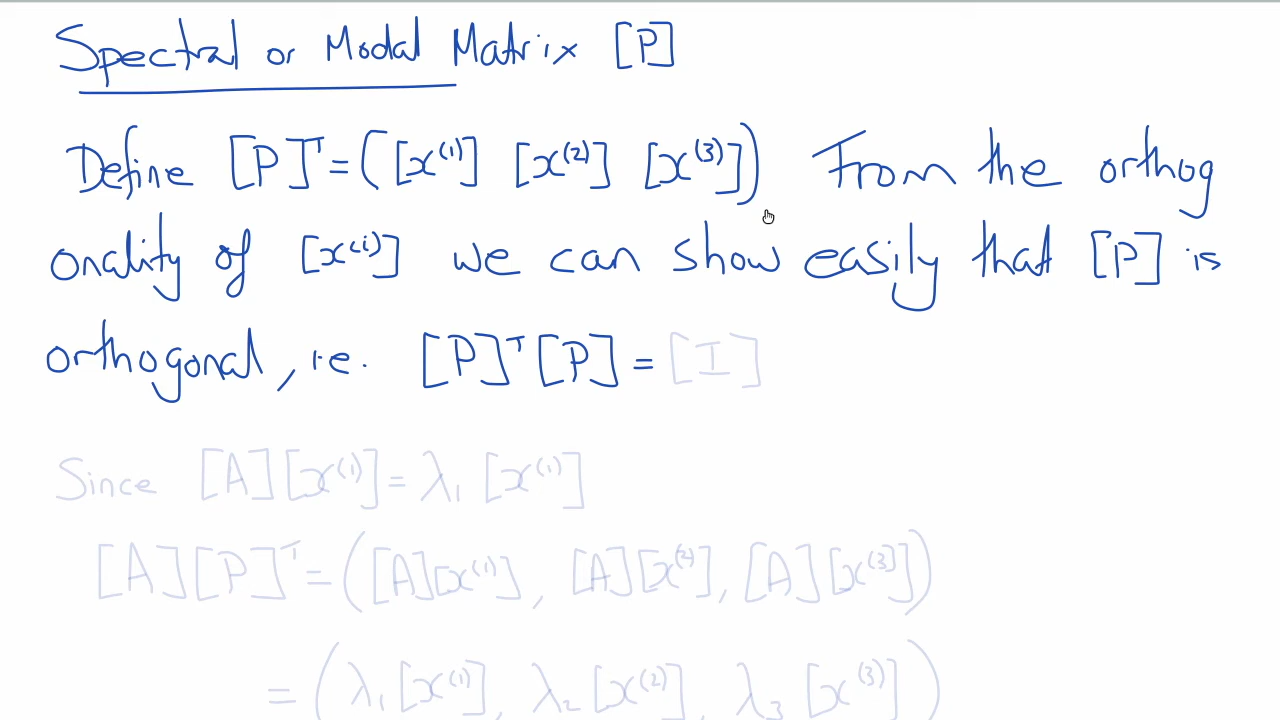 Spectral or Modal Matrix [P]
Define [P]ᵀ = ([x⁽¹⁾] [x⁽²⁾] [x⁽³⁾]) From the orthog
onality of [x⁽ⁱ⁾] we can show easily that [P] is
orthogonal, i.e. [P]ᵀ[P] = [I]
Since [A][x⁽¹⁾] = λ₁ [x⁽¹⁾]
[A][P]ᵀ = ([A][x⁽¹⁾], [A][x⁽²⁾], [A][x⁽³⁾])
= (λ₁[x⁽¹⁾], λ₂[x⁽²⁾], λ₃[x⁽³⁾])